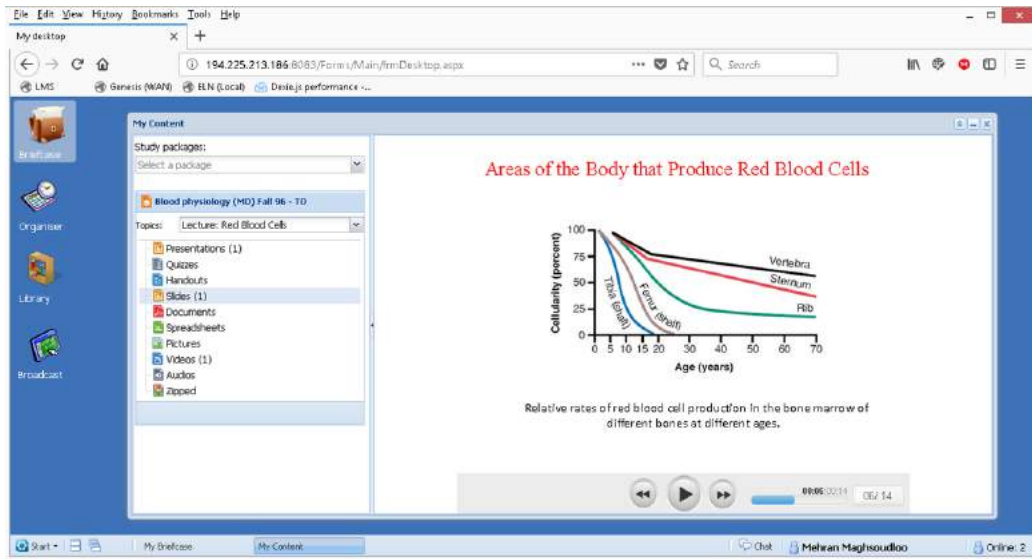 File Edit View History Bookmarks Tools Help
My desktop
194.225.213.186:8083/Forms/Main/frmDesktop.aspx
Search
LMS Genesis (WAN) ELN (Local) Dexie.js performance -...
Briefcase
Organiser
Library
Broadcast
My Content
Study packages:
Select a package
Blood physiology (MD) Fall 96 - TD
Topics: Lecture: Red Blood Cells
Presentations (1)
Quizzes
Handouts
Slides (1)
Documents
Spreadsheets
Pictures
Videos (1)
Audios
Zipped
Areas of the Body that Produce Red Blood Cells
Cellularity (percent)
100
75
50
25
0
Vertebra
Sternum
Rib
Tibia (shaft)
Femur (shaft)
0 5 10 15 20 30 40 50 60 70
Age (years)
Relative rates of red blood cell production in the bone marrow of
different bones at different ages.
06/ 14
Start My Briefcase My Content Chat Mehran Maghsoudloo Online: 2